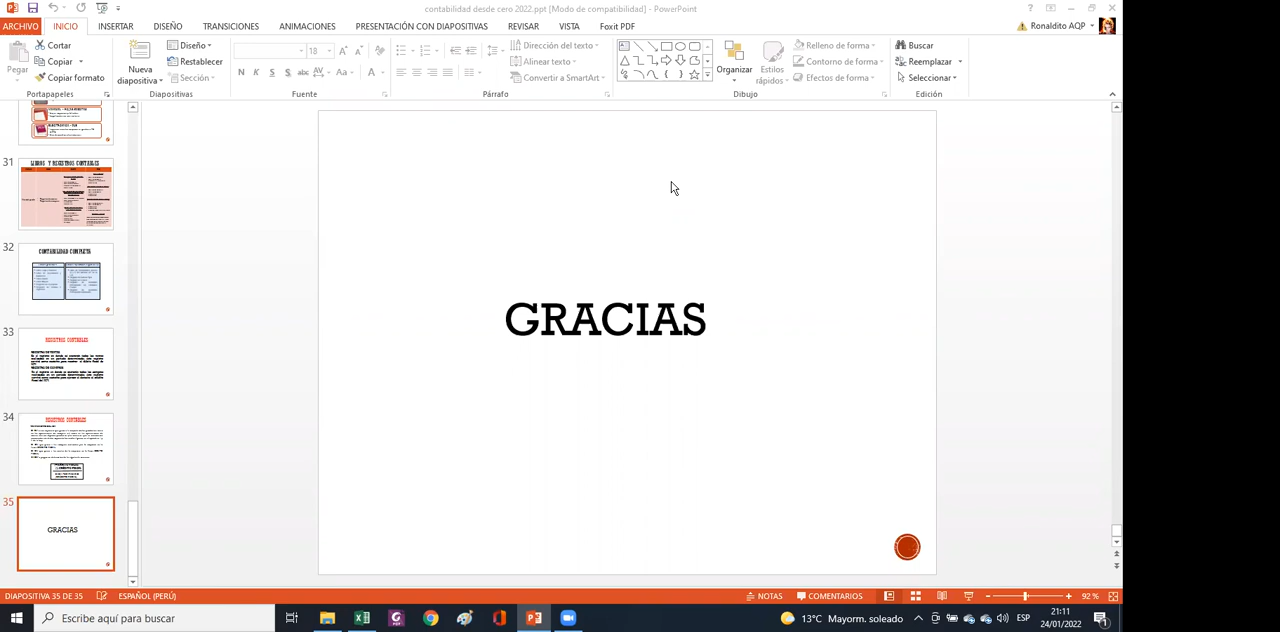 contabilidad desde cero 2022.ppt [Modo de compatibilidad] - PowerPoint
ARCHIVO INICIO INSERTAR DISEÑO TRANSICIONES ANIMACIONES PRESENTACIÓN CON DIAPOSITIVAS REVISAR VISTA Foxit PDF Ronaldito AQP
Pegar
Cortar
Copiar
Copiar formato
Portapapeles
Nueva diapositiva
Diseño
Restablecer
Sección
Diapositivas
18
N K S S abc AV Aa A
Fuente
Dirección del texto
Alinear texto
Convertir a SmartArt
Párrafo
Organizar
Estilos rápidos
Relleno de forma
Contorno de forma
Efectos de forma
Dibujo
Buscar
Reemplazar
Seleccionar
Edición
31
LIBROS Y REGISTROS CONTABLES
32
CONTABILIDAD COMPLETA
33
REGISTROS CONTABLES
34
REGISTROS CONTABLES
35
GRACIAS
GRACIAS
DIAPOSITIVA 35 DE 35 ESPAÑOL (PERÚ) NOTAS COMENTARIOS 92 %
Escribe aquí para buscar
13°C Mayorm. soleado ESP 21:11
24/01/2022